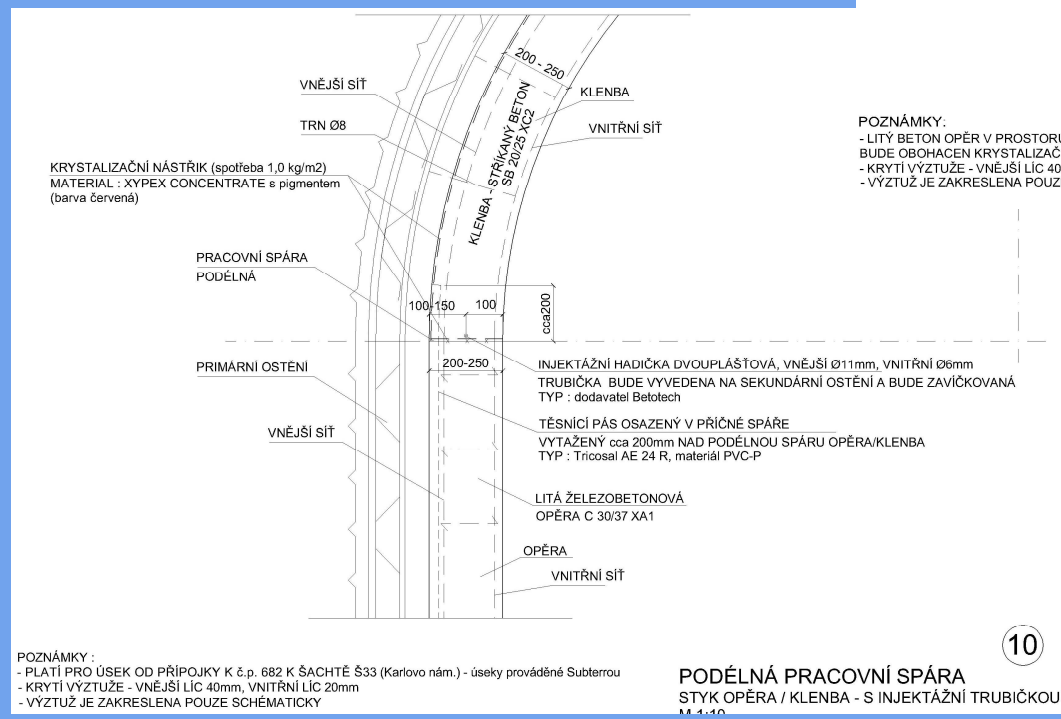 200 - 250
VNĚJŠÍ SÍŤ
KLENBA
TRN Ø8
VNITŘNÍ SÍŤ
KLENBA - STŘÍKANÝ BETON
SB 20/25 XC2
POZNÁMKY:
- LITÝ BETON OPĚR V PROSTORU
BUDE OBOHACEN
- KRYTÍ VÝZTUŽE - VNĚJŠÍ LÍC 40
- VÝZTUŽ JE ZAKRESLENA
KRYSTALIZAČNÍ NÁSTŘIK (spotřeba 1,0 kg/m2)
MATERIAL : XYPEX CONCENTRATE s pigmentem
(barva červená)
PRACOVNÍ SPÁRA
PODÉLNÁ
100-150
100
cca200
200-250
PRIMÁRNÍ OSTĚNÍ
INJEKTÁŽNÍ HADIČKA DVOUPLÁŠŤOVÁ, VNĚJŠÍ Ø11mm, VNITŘNÍ Ø6mm
TRUBIČKA BUDE VYVEDENA NA SEKUNDÁRNÍ OSTĚNÍ A BUDE ZAVÍČKOVANÁ
TYP : dodavatel Betotech
TĚSNÍCÍ PÁS OSAZENÝ V PŘÍČNÉ SPÁŘE
VYTAŽENÝ cca 200mm NAD PODÉLNOU SPÁRU OPĚRA/KLENBA
TYP : Tricosal AE 24 R, materiál PVC-P
VNĚJŠÍ SÍŤ
LITÁ ŽELEZOBETONOVÁ
OPĚRA C 30/37 XA1
OPĚRA
VNITŘNÍ SÍŤ
POZNÁMKY :
- PLATÍ PRO ÚSEK OD PŘÍPOJKY K č.p. 682 K ŠACHTĚ Š33 (Karlovo nám.) - úseky prováděné Subterrou
- KRYTÍ VÝZTUŽE - VNĚJŠÍ LÍC 40mm, VNITŘNÍ LÍC 20mm
- VÝZTUŽ JE ZAKRESLENA POUZE SCHÉMATICKY
10
PODÉLNÁ PRACOVNÍ SPÁRA
STYK OPĚRA / KLENBA - S INJEKTÁŽNÍ TRUBIČKOU
M 1:10